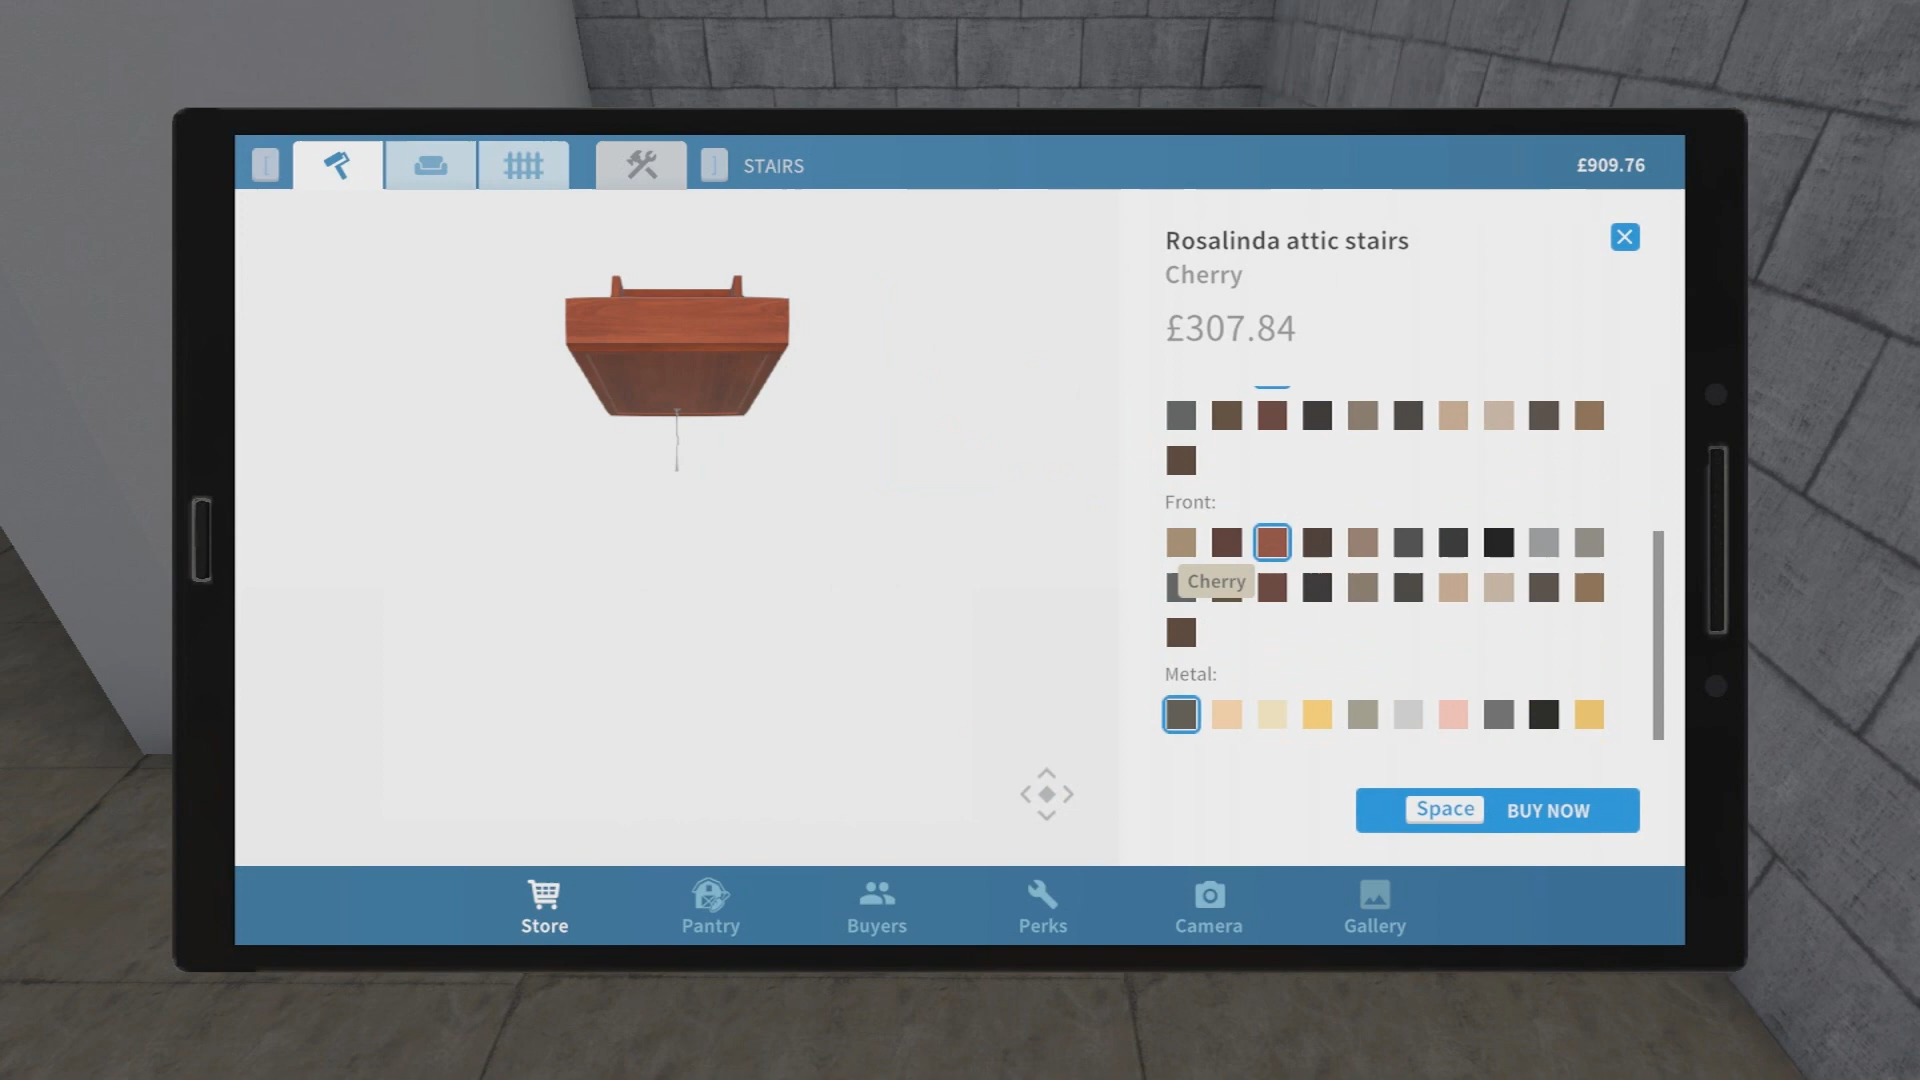 [
] STAIRS
£909.76
Rosalinda attic stairs
Cherry
£307.84
Front:
Cherry
Metal:
Space BUY NOW
Store
Pantry
Buyers
Perks
Camera
Gallery